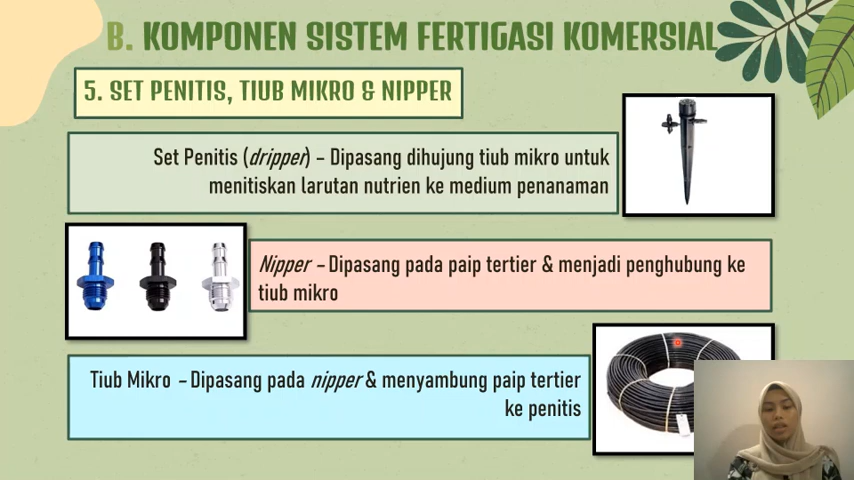 B. KOMPONEN SISTEM FERTIGASI KOMERSIAL
5. SET PENITIS, TIUB MIKRO & NIPPER
Set Penitis (dripper) – Dipasang dihujung tiub mikro untuk
menitiskan larutan nutrien ke medium penanaman
Nipper – Dipasang pada paip tertier & menjadi penghubung ke
tiub mikro
Tiub Mikro – Dipasang pada nipper & menyambung paip tertier
ke penitis